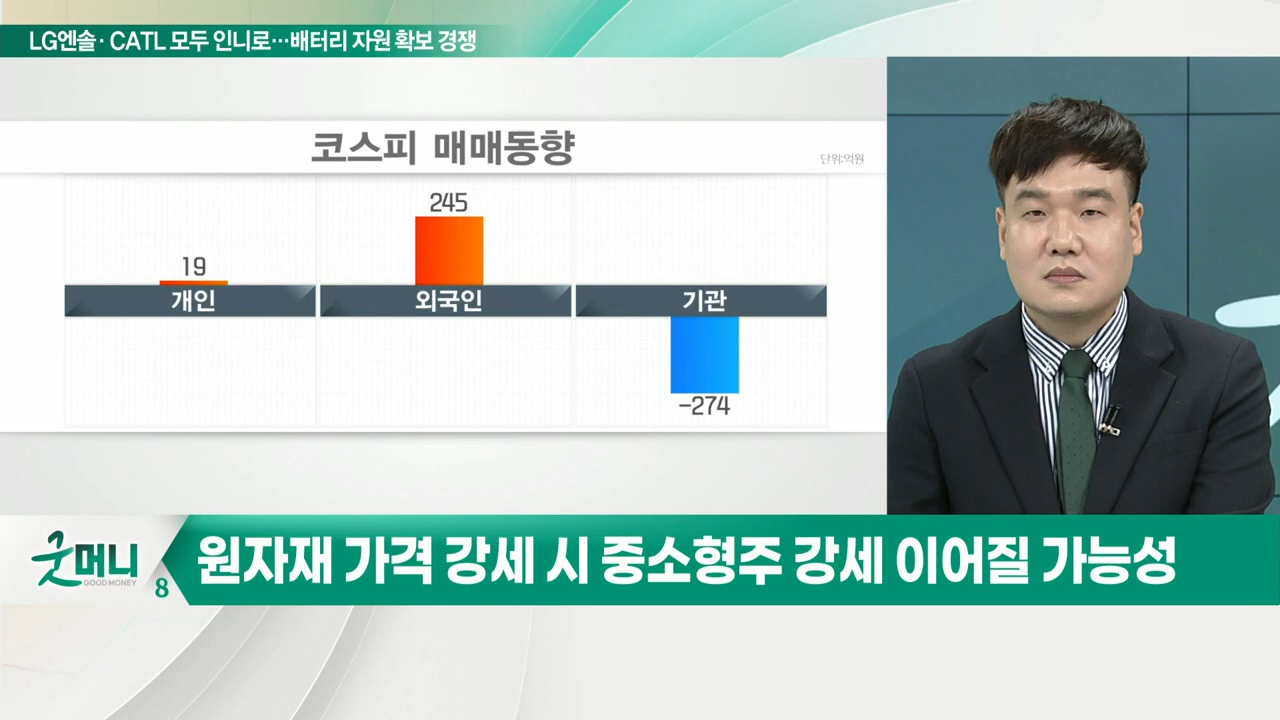 LG엔솔· CATL 모두 인니로…배터리 자원 확보 경쟁
코스피 매매동향
단위:억원
19
245
개인
외국인
기관
-274
굿머니
GOOD MONEY
8
원자재 가격 강세 시 중소형주 강세 이어질 가능성